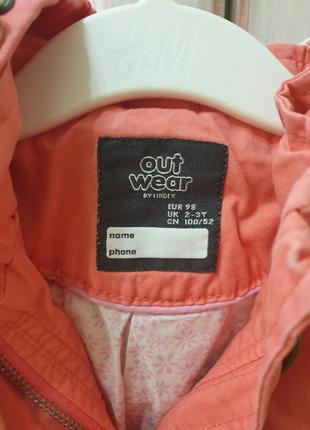 H&M
out
wear
BY LINDEX
EUR 98
UK 2-3Y
CN 100/52
name
phone